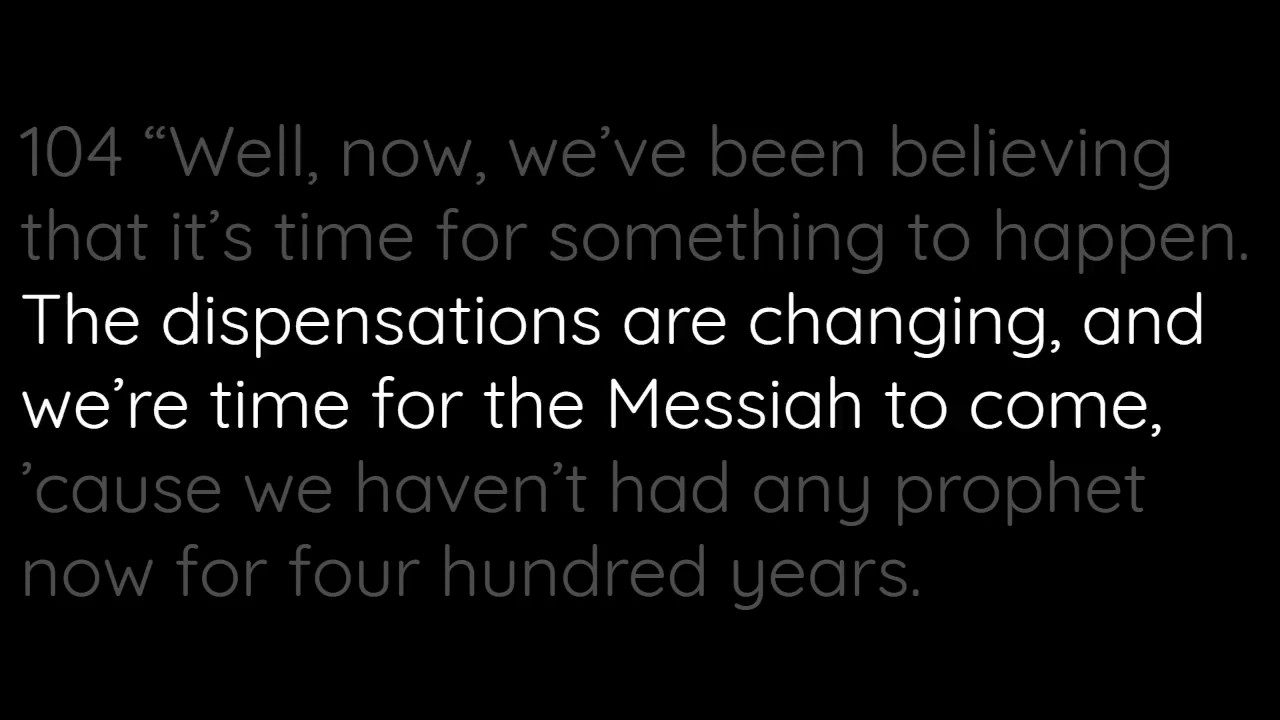 104 “Well, now, we’ve been believing
that it’s time for something to happen.
The dispensations are changing, and
we’re time for the Messiah to come,
’cause we haven’t had any prophet
now for four hundred years.